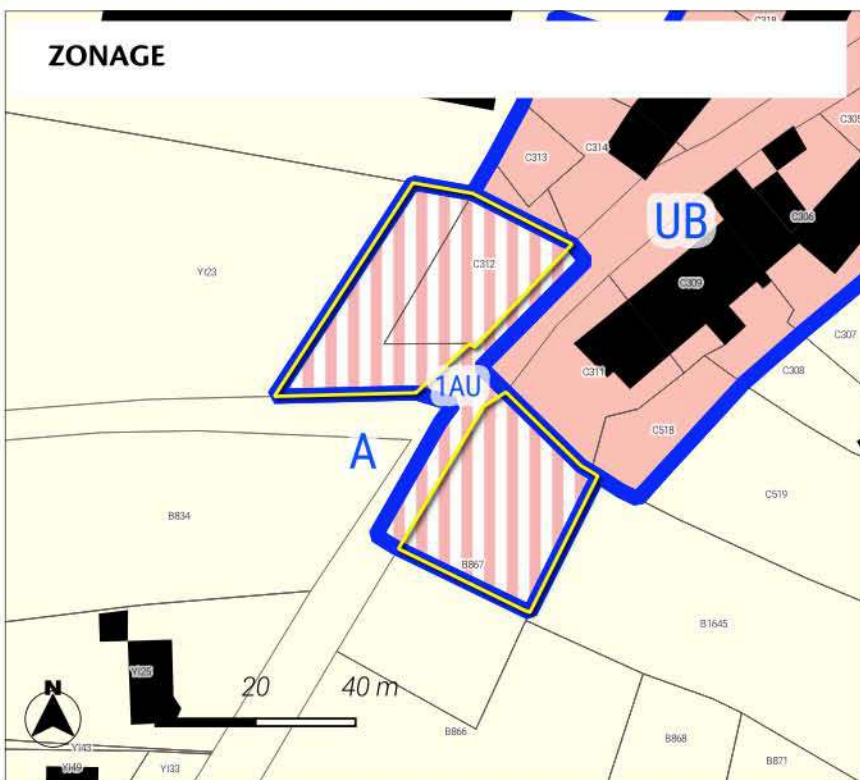 ZONAGE
C318
C305
C313
C314
UB
C306
YI23
C312
C309
C307
C311
C308
1AU
C518
A
C519
B834
B867
B1645
YI25
N
20
40 m
B866
B868
YI43
YI49
YI33
B871